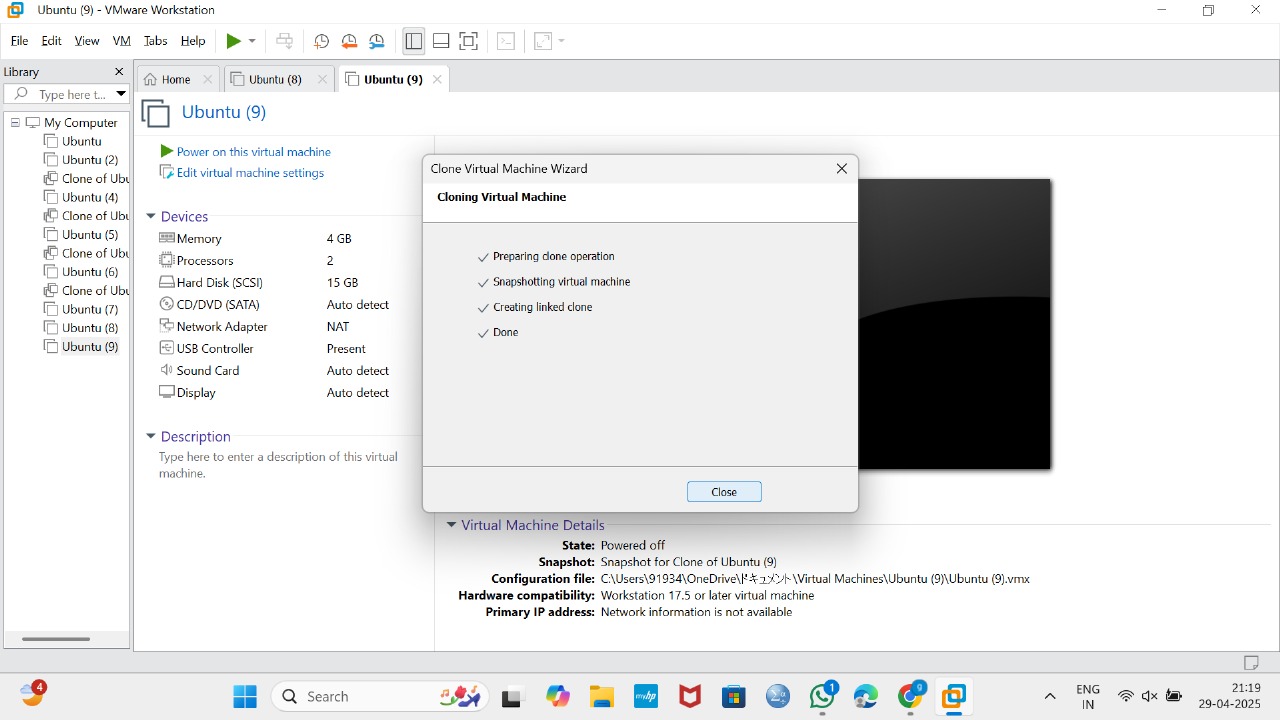 Ubuntu (9) - VMware Workstation
File Edit View VM Tabs Help
Library
Type here t...
Home Ubuntu (8) Ubuntu (9)
My Computer
Ubuntu
Ubuntu (2)
Clone of Ubu
Ubuntu (4)
Clone of Ubu
Ubuntu (5)
Clone of Ubu
Ubuntu (6)
Clone of Ubu
Ubuntu (7)
Ubuntu (8)
Ubuntu (9)
Ubuntu (9)
Power on this virtual machine
Edit virtual machine settings
Devices
Memory 4 GB
Processors 2
Hard Disk (SCSI) 15 GB
CD/DVD (SATA) Auto detect
Network Adapter NAT
USB Controller Present
Sound Card Auto detect
Display Auto detect
Description
Type here to enter a description of this virtual
machine.
Clone Virtual Machine Wizard
Cloning Virtual Machine
Preparing clone operation
Snapshotting virtual machine
Creating linked clone
Done
Close
Virtual Machine Details
State: Powered off
Snapshot: Snapshot for Clone of Ubuntu (9)
Configuration file: C:\Users\91934\OneDrive\ドキュメント\Virtual Machines\Ubuntu (9)\Ubuntu (9).vmx
Hardware compatibility: Workstation 17.5 or later virtual machine
Primary IP address: Network information is not available
4
Search
myhp
1
g
ENG
IN
21:19
29-04-2025